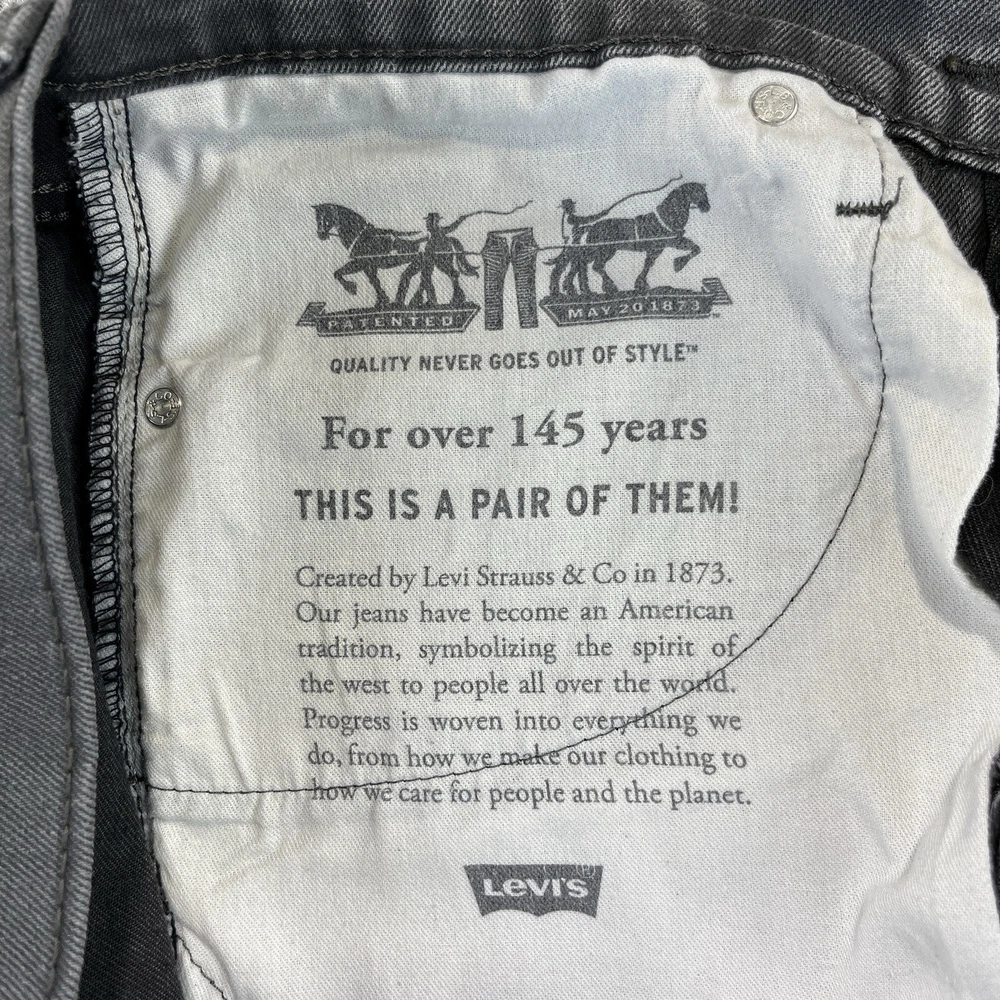 PATENTED MAY 20 1873
QUALITY NEVER GOES OUT OF STYLE™
For over 145 years
THIS IS A PAIR OF THEM!
Created by Levi Strauss & Co in 1873.
Our jeans have become an American
tradition, symbolizing the spirit of
the west to people all over the world.
Progress is woven into everything we
do, from how we make our clothing to
how we care for people and the planet.
LEVI'S